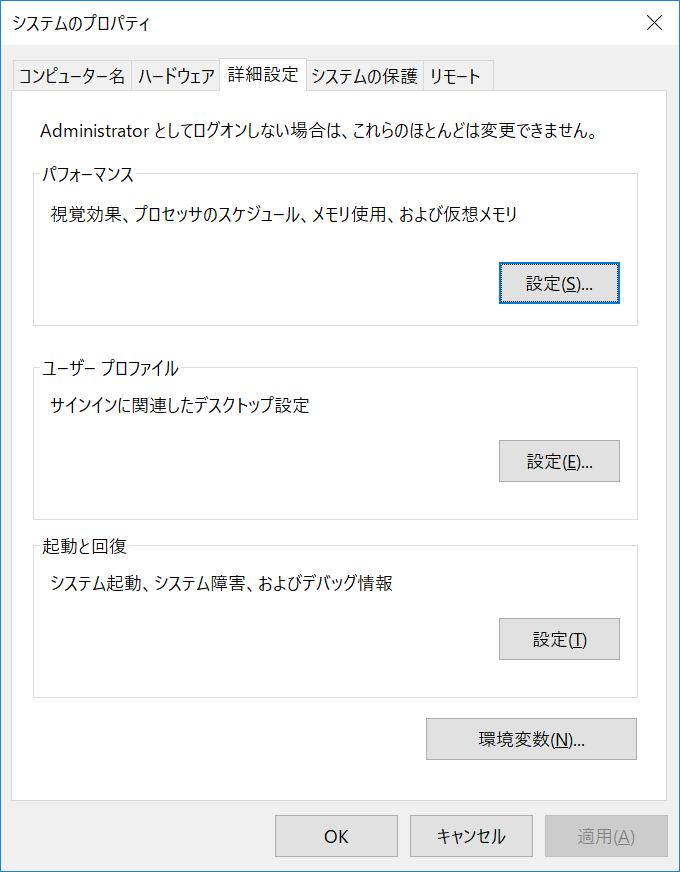 システムのプロパティ
コンピューター名 ハードウェア 詳細設定 システムの保護 リモート
Administrator としてログオンしない場合は、これらのほとんどは変更できません。
パフォーマンス
視覚効果、プロセッサのスケジュール、メモリ使用、および仮想メモリ
設定(S)...
ユーザー プロファイル
サインインに関連したデスクトップ設定
設定(E)...
起動と回復
システム起動、システム障害、およびデバッグ情報
設定(T)
環境変数(N)...
OK キャンセル 適用(A)